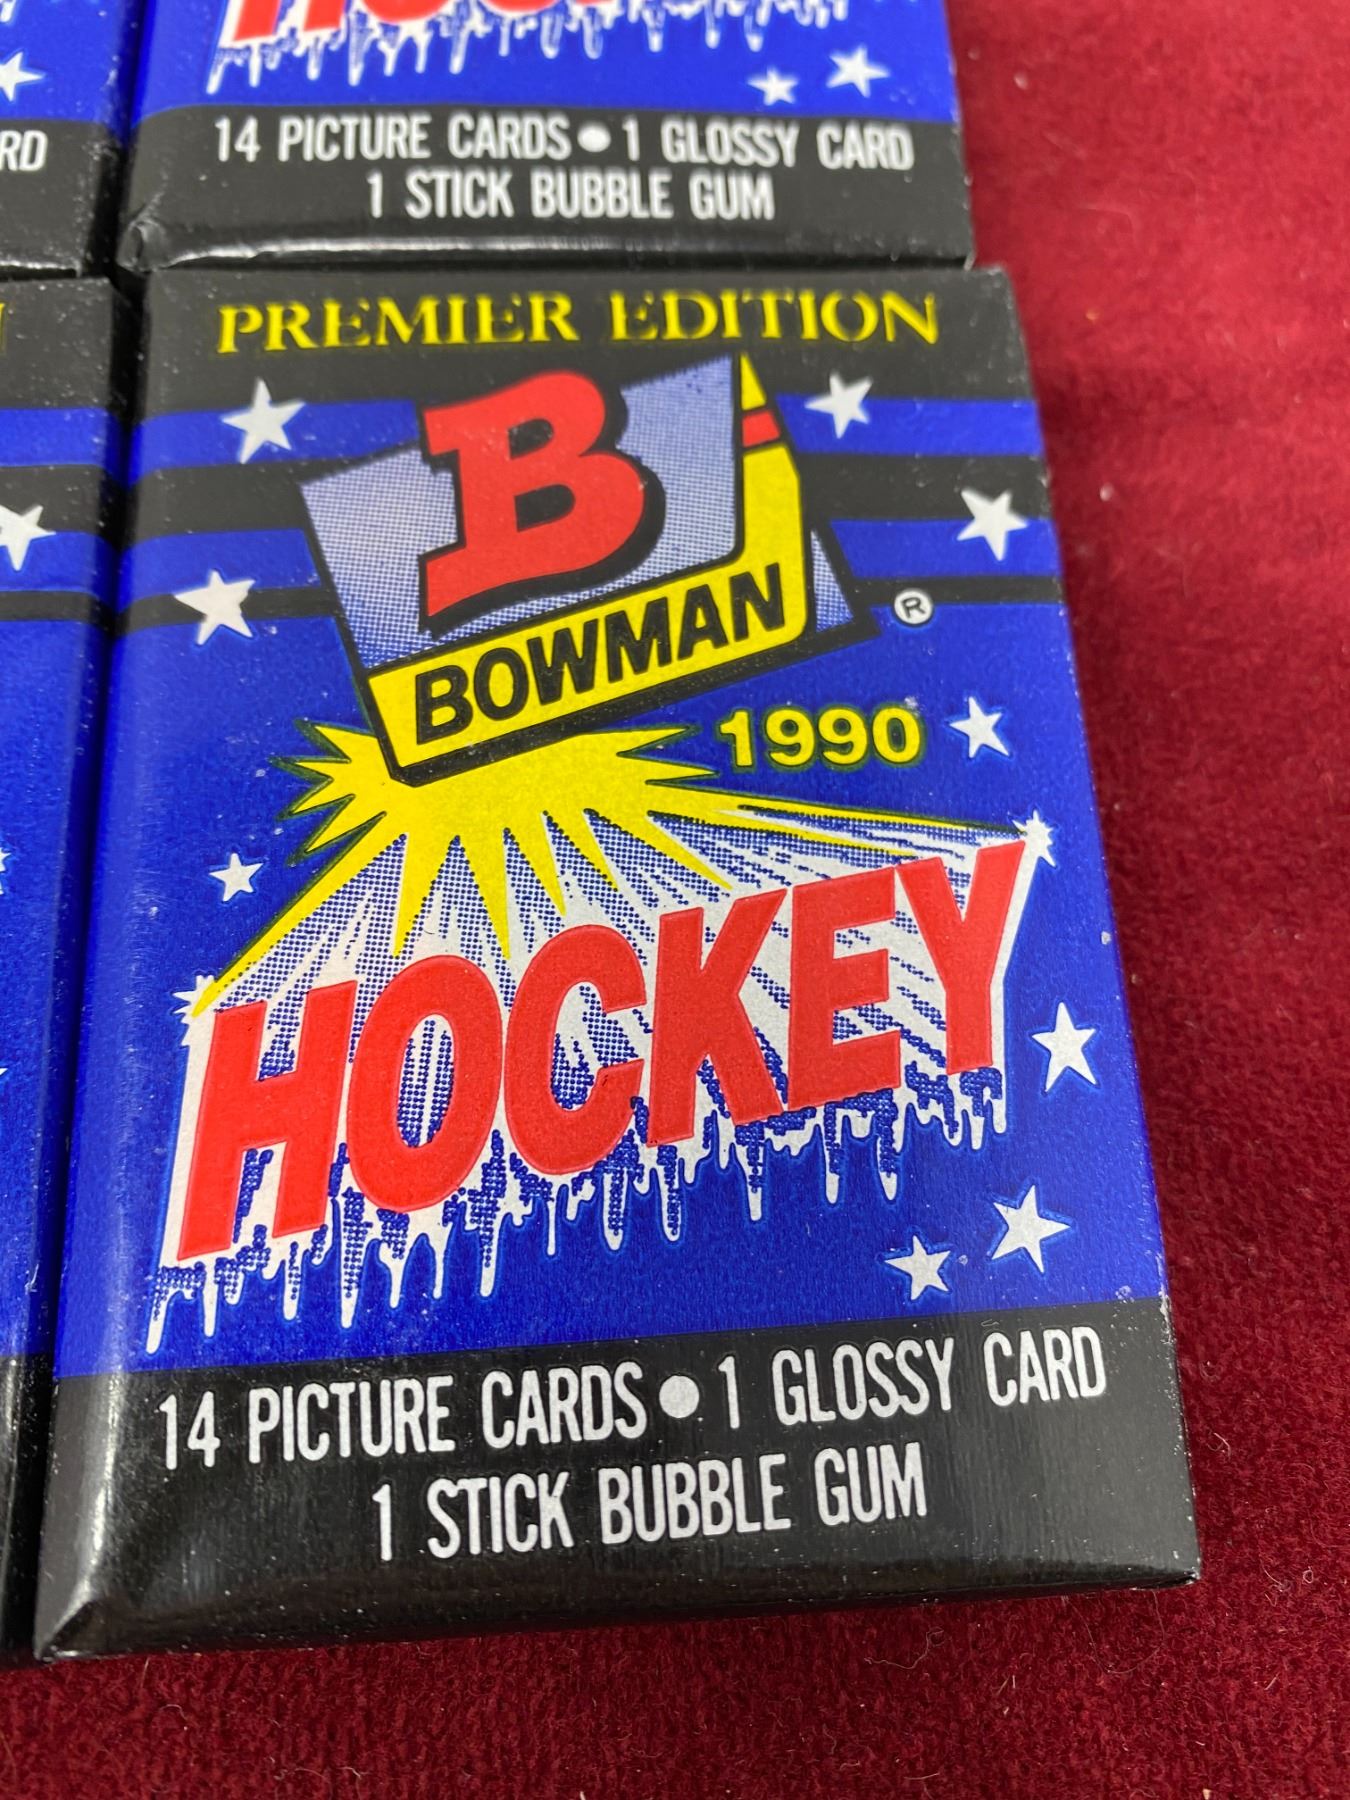 RD
14 PICTURE CARDS • 1 GLOSSY CARD
1 STICK BUBBLE GUM
PREMIER EDITION
B
BOWMAN ®
1990
HOCKEY
14 PICTURE CARDS • 1 GLOSSY CARD
1 STICK BUBBLE GUM